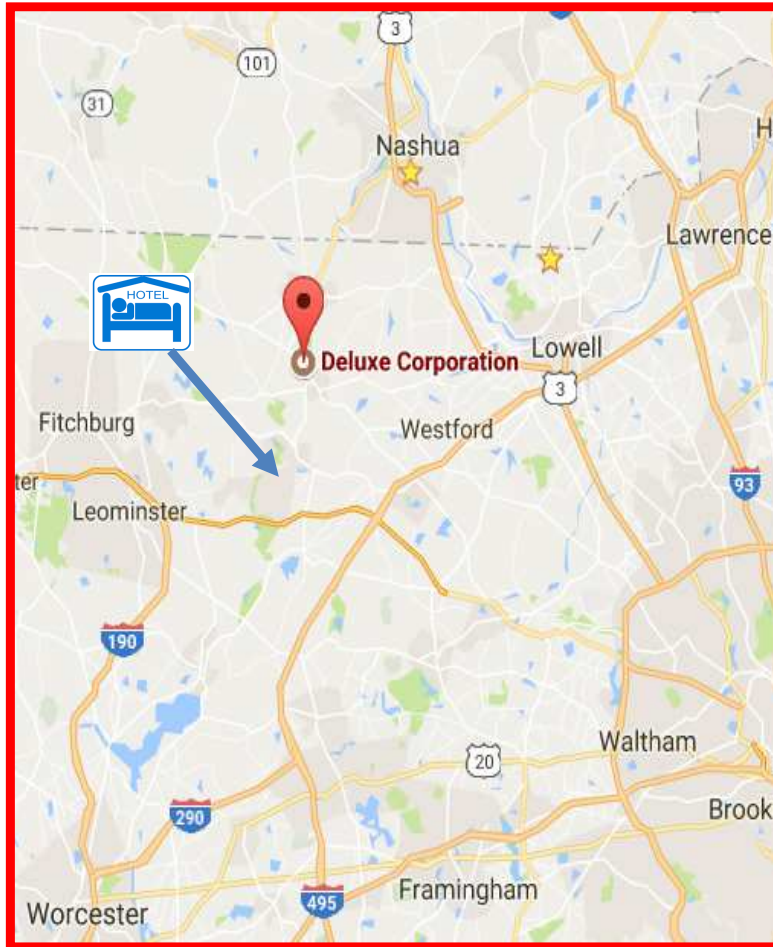 3
101
31
Nashua
H
Lawrence
HOTEL
Deluxe Corporation
Lowell
3
Fitchburg
Westford
ter
93
Leominster
190
Waltham
20
290
Brook
Framingham
495
Worcester